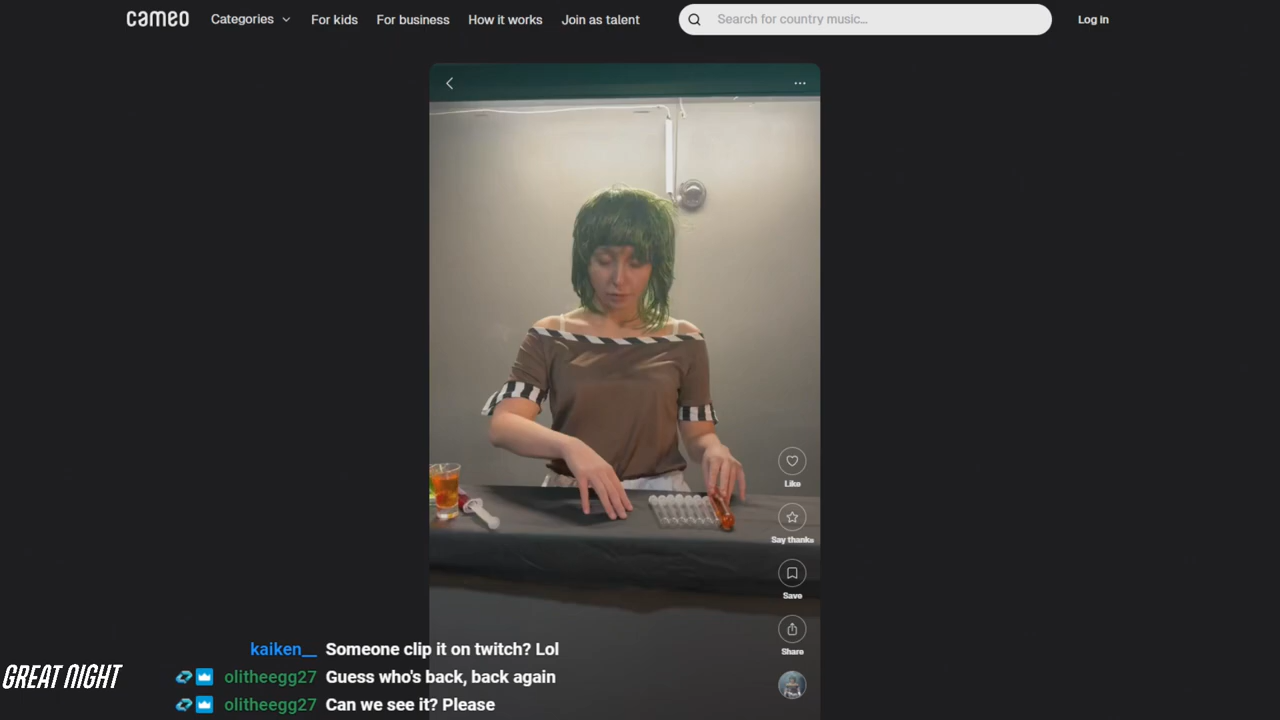 cameo
Categories
For kids
For business
How it works
Join as talent
Search for country music...
Log in
Like
Say thanks
Save
Share
kaiken__ Someone clip it on twitch? Lol
GREAT NIGHT
olitheegg27 Guess who's back, back again
olitheegg27 Can we see it? Please